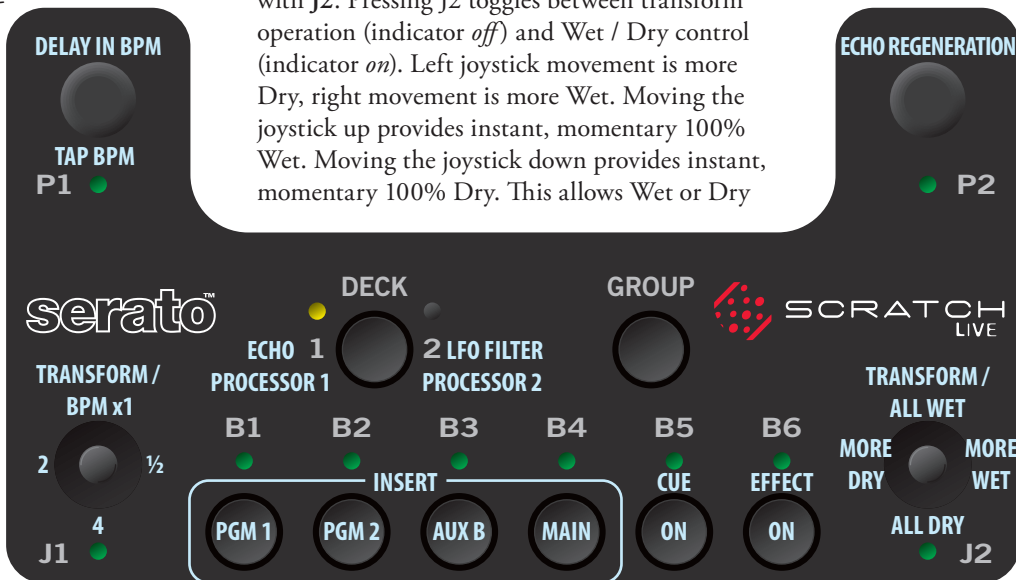 with J2. Pressing J2 toggles between transform
operation (indicator off) and Wet / Dry control
(indicator on). Left joystick movement is more
Dry, right movement is more Wet. Moving the
joystick up provides instant, momentary 100%
Wet. Moving the joystick down provides instant,
momentary 100% Dry. This allows Wet or Dry
DELAY IN BPM
TAP BPM
P1
ECHO REGENERATION
P2
serato™
DECK
ECHO 1
PROCESSOR 1
2 LFO FILTER
PROCESSOR 2
GROUP
SCRATCH
LIVE
TRANSFORM /
BPM x1
2 ½
4
J1
B1 B2 B3 B4 B5 B6
INSERT
CUE
EFFECT
PGM 1 PGM 2 AUX B MAIN ON ON
TRANSFORM /
ALL WET
MORE
DRY
MORE
WET
ALL DRY
J2